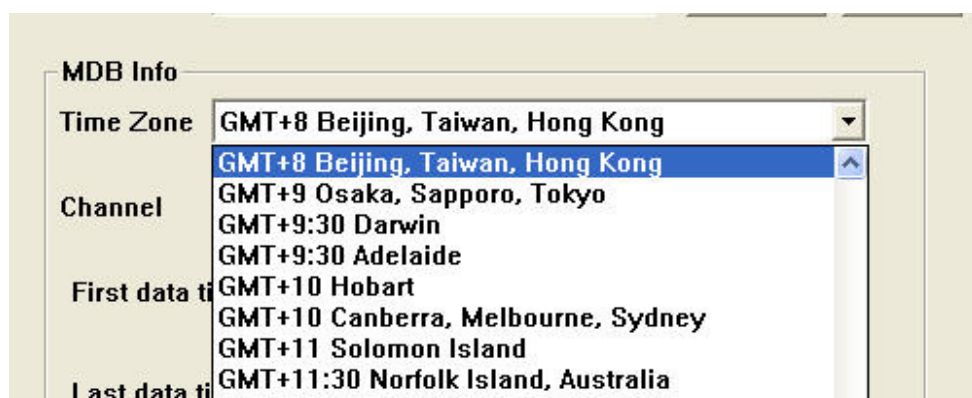 MDB Info
Time Zone GMT+8 Beijing, Taiwan, Hong Kong
GMT+8 Beijing, Taiwan, Hong Kong
GMT+9 Osaka, Sapporo, Tokyo
Channel
GMT+9:30 Darwin
GMT+9:30 Adelaide
First data ti GMT+10 Hobart
GMT+10 Canberra, Melbourne, Sydney
GMT+11 Solomon Island
Last data ti GMT+11:30 Norfolk Island, Australia